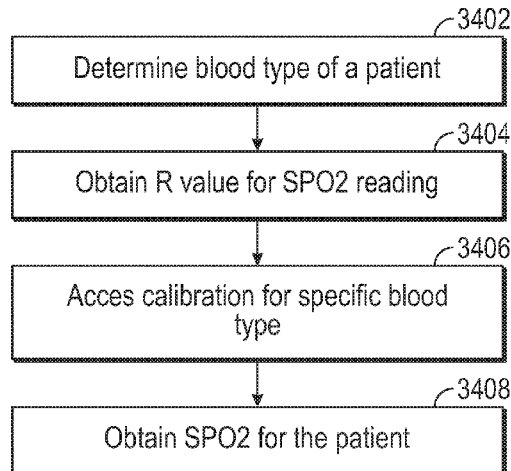 3402
Determine blood type of a patient
3404
Obtain R value for SPO2 reading
3406
Acces calibration for specific blood
type
3408
Obtain SPO2 for the patient